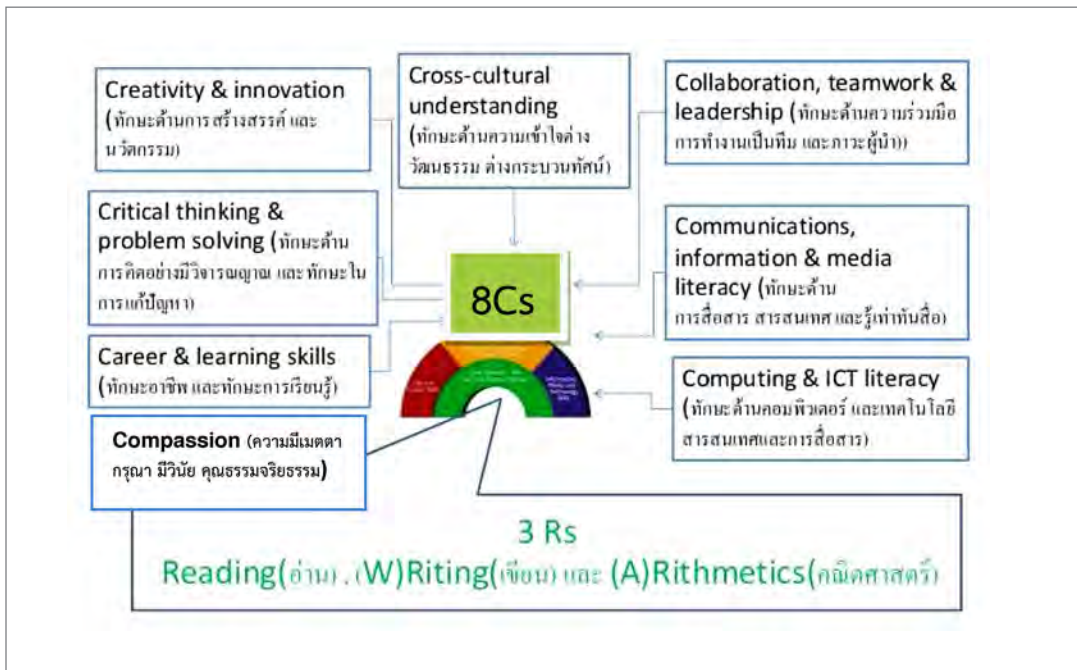 Creativity & innovation
(ทักษะด้านการสร้างสรรค์ และ
นวัตกรรม)
Cross-cultural
understanding
(ทักษะด้านความเข้าใจต่าง
วัฒนธรรม ต่างกระบวนทัศน์)
Collaboration, teamwork &
leadership (ทักษะด้านความร่วมมือ
การทำงานเป็นทีม และภาวะผู้นำ))
Critical thinking &
problem solving (ทักษะด้าน
การคิดอย่างมีวิจารณญาณ และทักษะใน
การแก้ปัญหา)
8Cs
Communications,
information & media
literacy (ทักษะด้าน
การสื่อสาร สารสนเทศ และรู้เท่าทันสื่อ)
Career & learning skills
(ทักษะอาชีพ และทักษะการเรียนรู้)
Computing & ICT literacy
(ทักษะด้านคอมพิวเตอร์ และเทคโนโลยี
สารสนเทศและการสื่อสาร)
Compassion (ความมีเมตตา
กรุณา มีวินัย คุณธรรมจริยธรรม)
3 Rs
Reading(อ่าน) , (W)Riting(เขียน) และ (A)Rithmetics(คณิตศาสตร์)